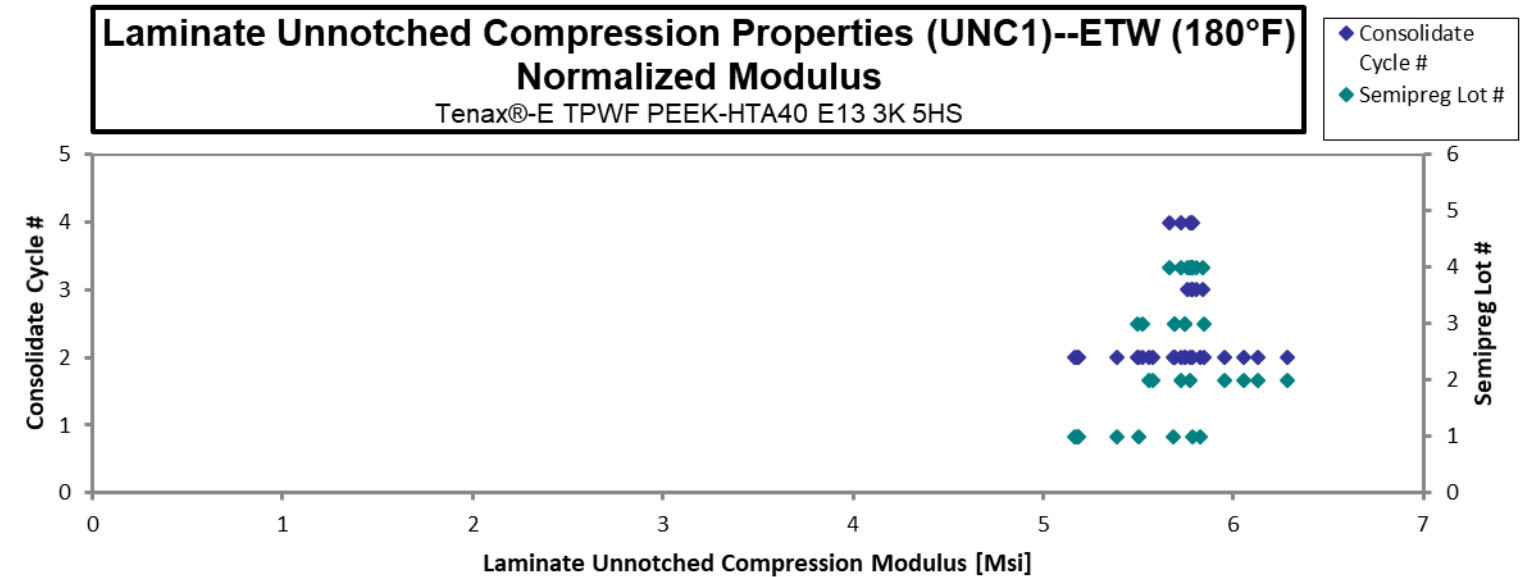 Laminate Unnotched Compression Properties (UNC1)--ETW (180°F)
Normalized Modulus
Tenax®-E TPWF PEEK-HTA40 E13 3K 5HS
Consolidate
Cycle #
Semipreg Lot #
5
4
3
2
1
0
Consolidate Cycle #
6
5
4
3
2
1
0
Semipreg Lot #
0 1 2 3 4 5 6 7
Laminate Unnotched Compression Modulus [Msi]